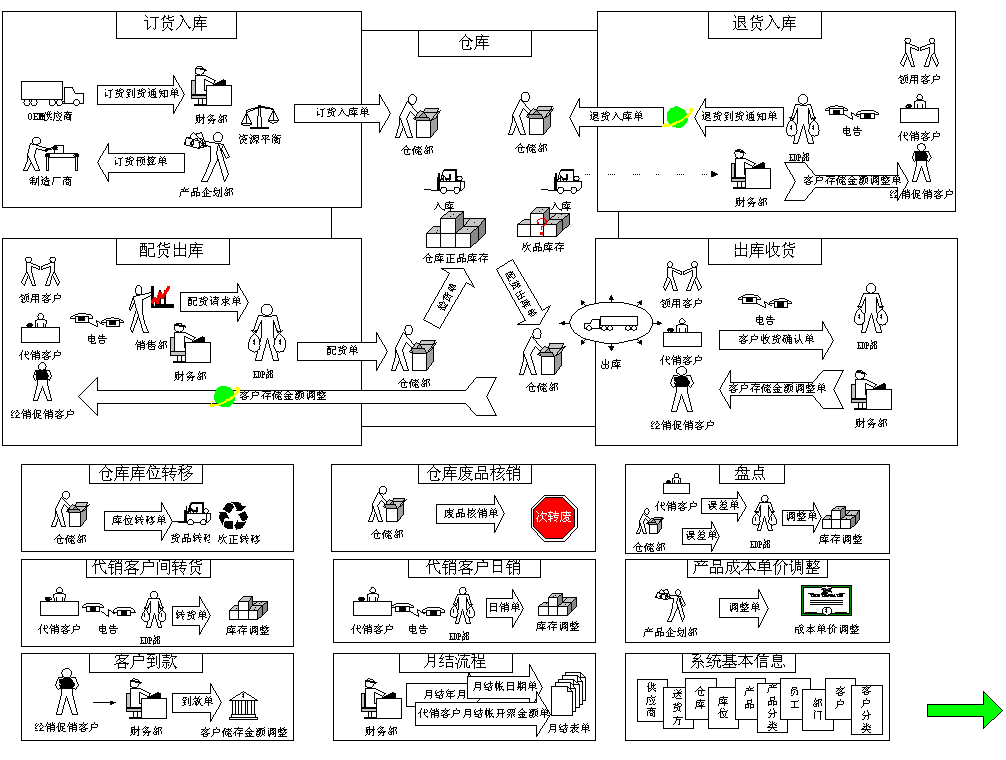 订货入库
OEM供应商
订货到货通知单
财务部
资源平衡
制造厂商
订货预算单
产品企划部
订货入库单
仓库
仓储部
仓储部
入库
入库
仓库正品库存
次品库存
验货单
配货出库单
仓储部
仓储部
退货入库
退货入库单
退货到货通知单
EDP部
电告
领用客户
代销客户
经销促销客户
财务部
客户存储金额调整单
配货出库
领用客户
代销客户
经销促销客户
电告
销售部
配货请求单
财务部
EDP部
配货单
客户存储金额调整
出库
出库收货
领用客户
电告
代销客户
客户收货确认单
EDP部
经销促销客户
客户存储金额调整单
财务部
仓库库位转移
仓储部
库位转移单
货品转移
次正转移
仓库废品核销
仓储部
废品核销单
次转废
盘点
代销客户
误差单
仓储部
误差单
EDP部
调整单
库存调整
代销客户间转货
代销客户
电告
EDP部
转货单
库存调整
代销客户日销
代销客户
电告
EDP部
日销单
库存调整
产品成本单价调整
产品企划部
调整单
成本单价调整
客户到款
经销促销客户
财务部
到款单
客户储存金额调整
月结流程
财务部
月结年月
月结帐日期单
代销客户月结帐开票金额单
月结表单
系统基本信息
供应商
送货方
仓库
库位
产品
产品分类
员工
部门
客户
客户分类